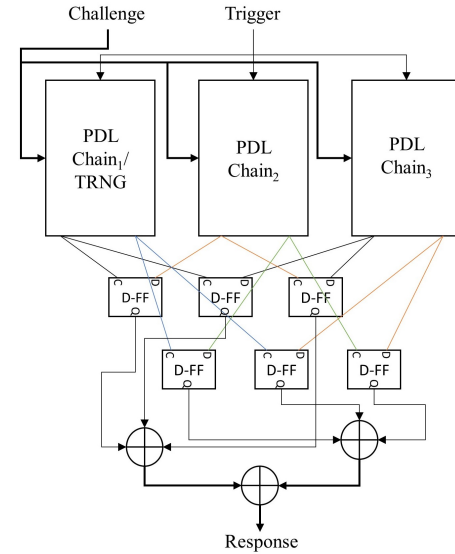 Challenge
Trigger
PDL
Chain₁/
TRNG
PDL
Chain₂
PDL
Chain₃
C D
D-FF
Q
C D
D-FF
Q
C D
D-FF
Q
C D
D-FF
Q
C D
D-FF
Q
C D
D-FF
Q
Response